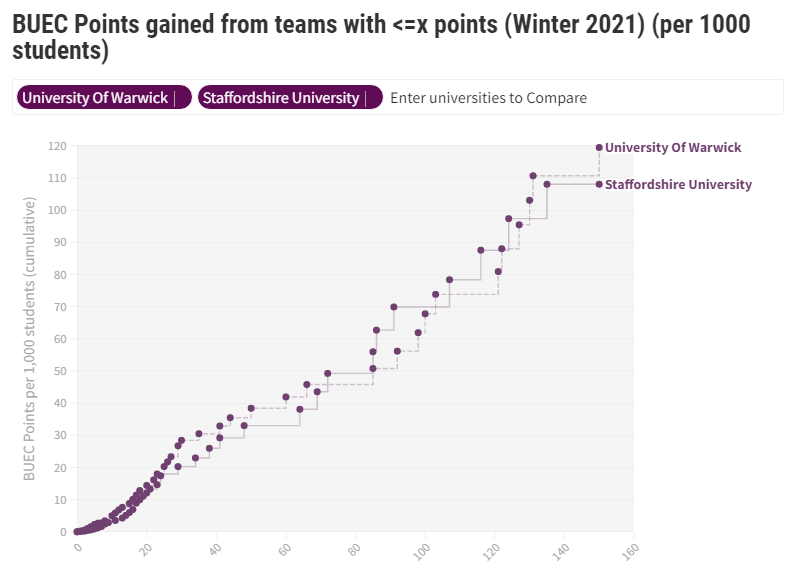 BUEC Points gained from teams with <=x points (Winter 2021) (per 1000
students)
University Of Warwick | Staffordshire University | Enter universities to Compare
120
University Of Warwick
110
Staffordshire University
100
90
80
70
60
50
40
30
20
10
0
BUEC Points per 1,000 students (cumulative)
0 20 40 60 80 100 120 140 160